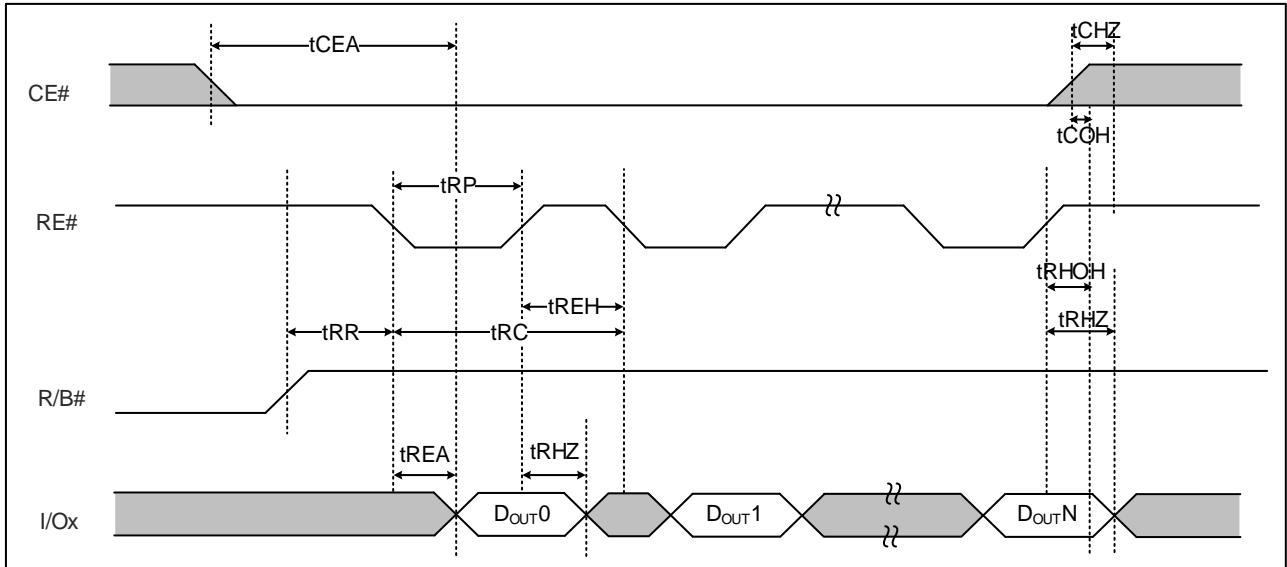 tCEA
tCHZ
CE#
tCOH
tRP
RE#
tRHOH
tREH
tRHZ
tRR
tRC
R/B#
tREA
tRHZ
I/Ox
DOUT0
DOUT1
DOUTN